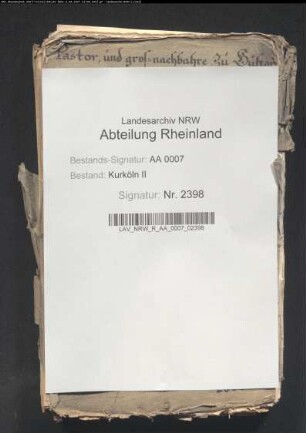 Pastor, und groß nachbahre zu
Landesarchiv NRW
Abteilung Rheinland
Bestands-Signatur: AA 0007
Bestand: Kurköln II
Signatur: Nr. 2398
LAV_NRW_R_AA_0007_02398